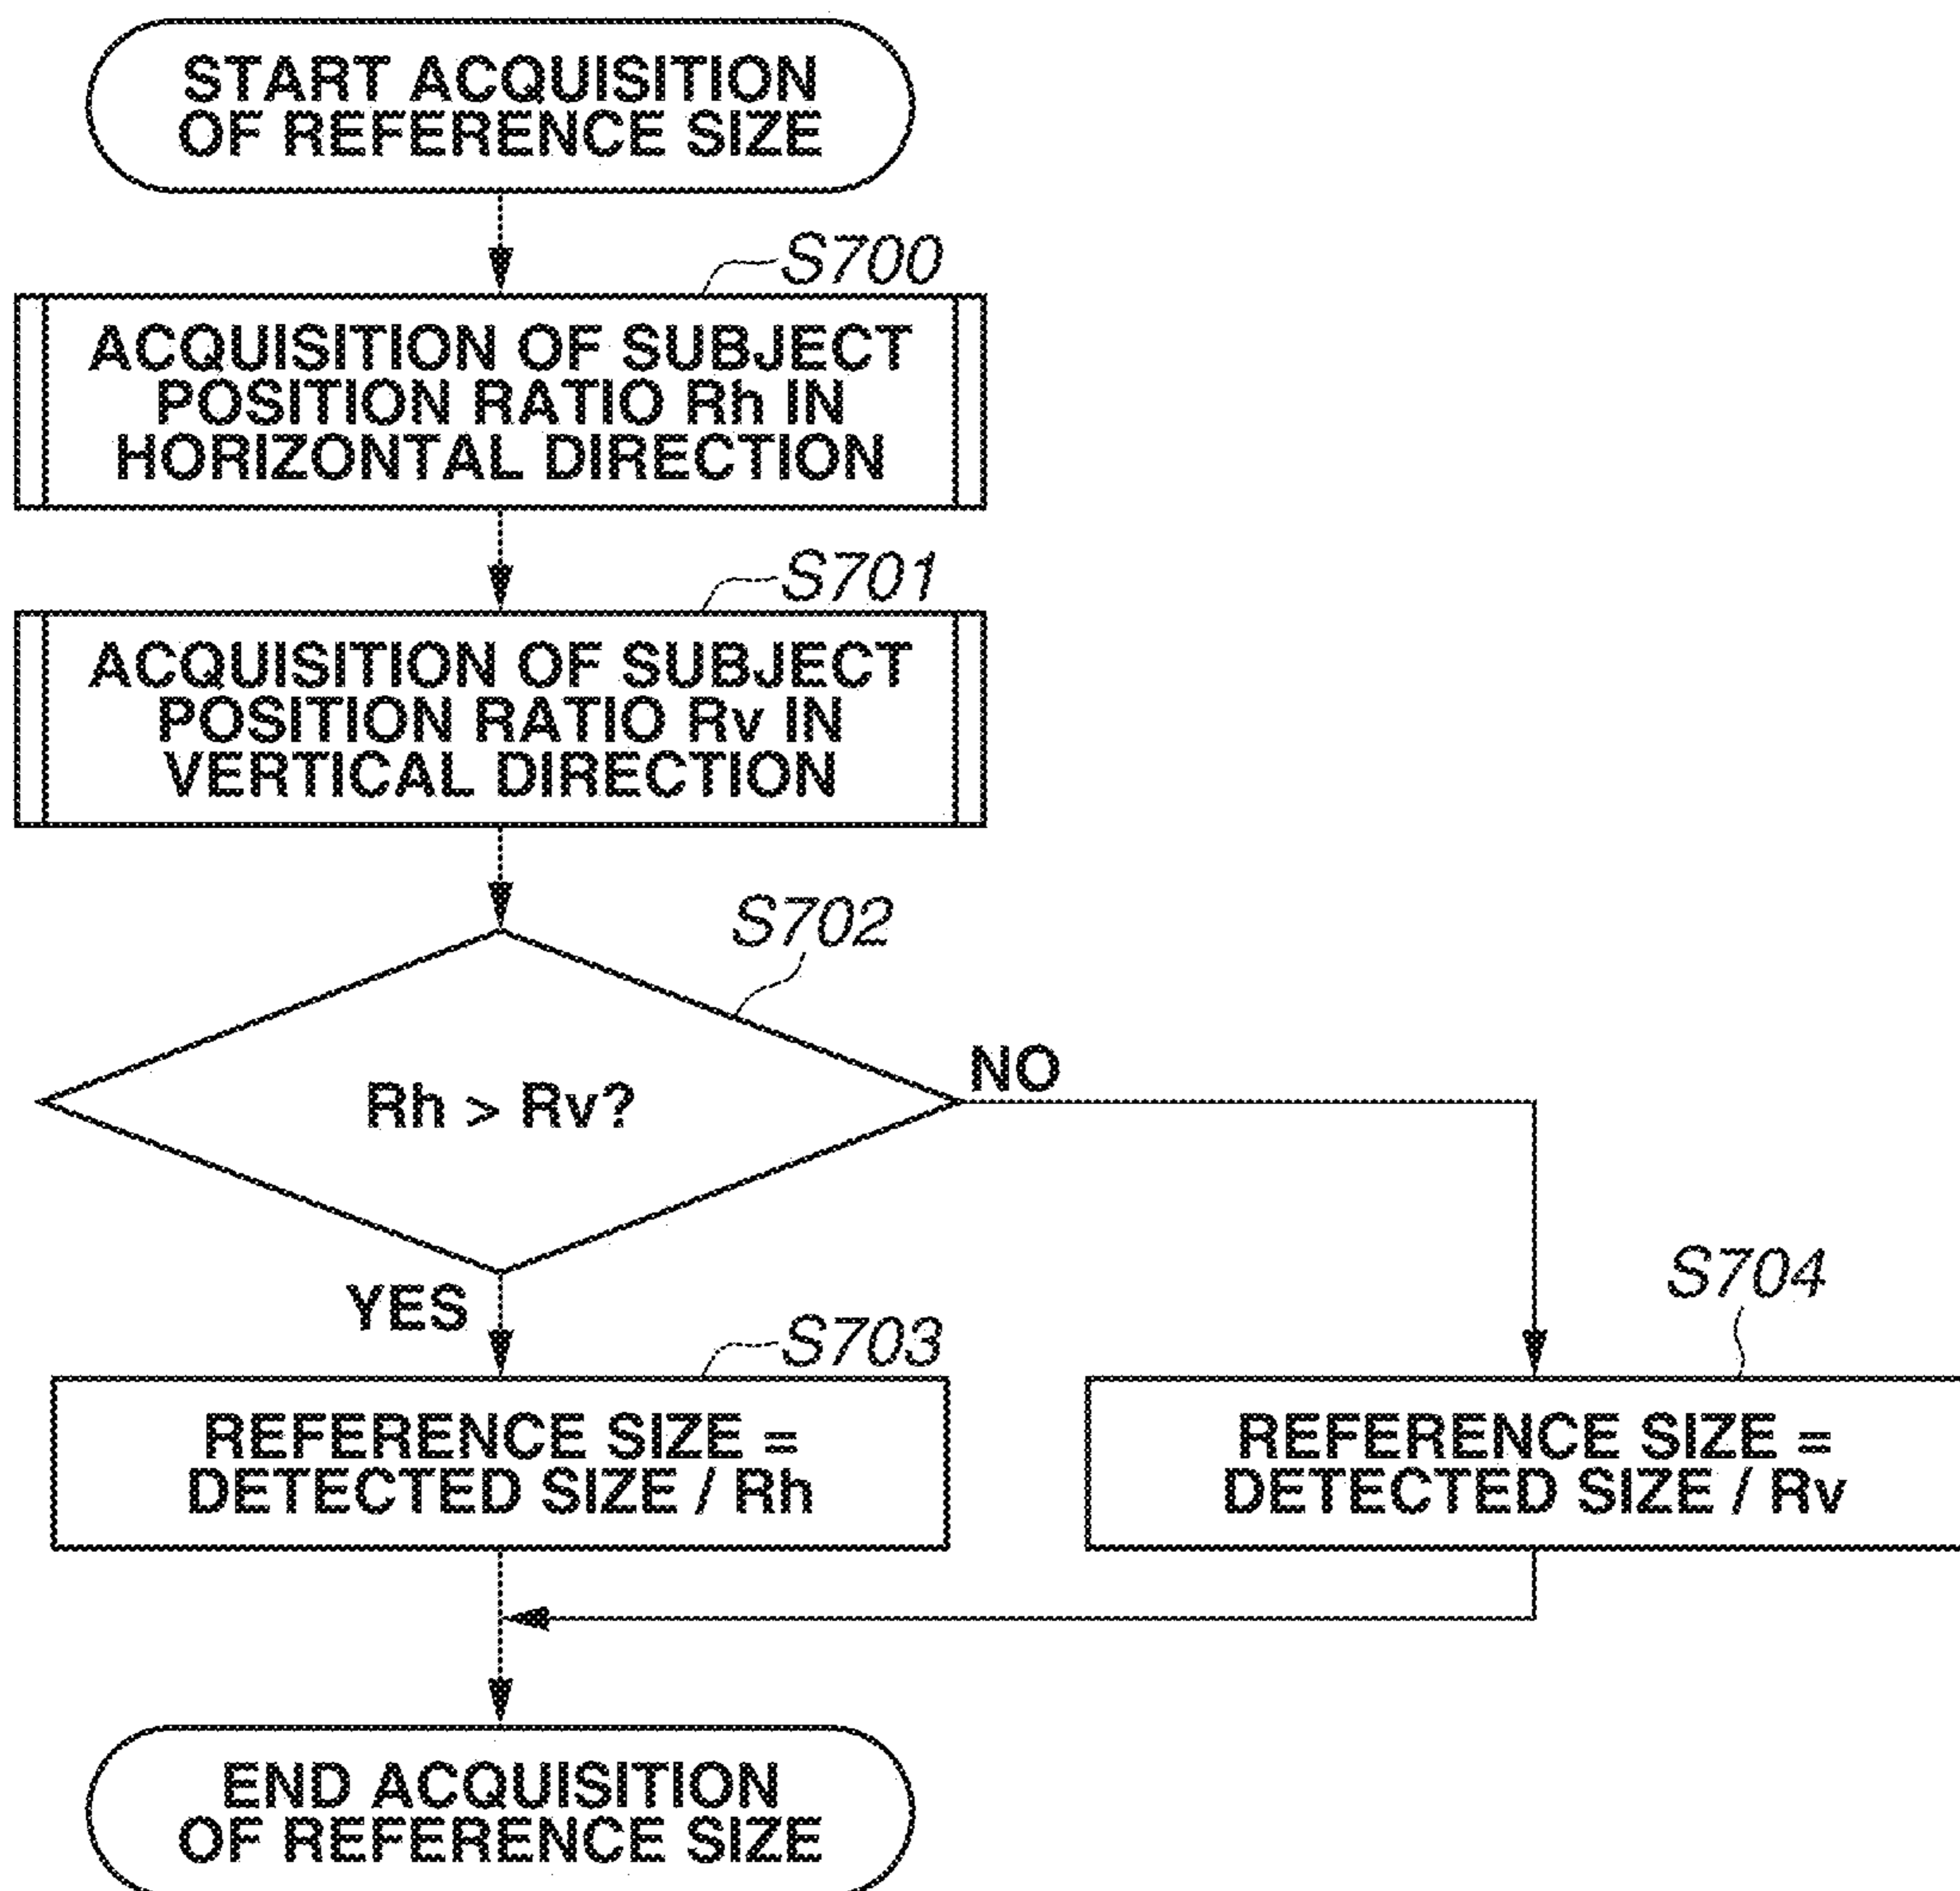 START ACQUISITION
OF REFERENCE SIZE
S700
ACQUISITION OF SUBJECT
POSITION RATIO Rh IN
HORIZONTAL DIRECTION
S701
ACQUISITION OF SUBJECT
POSITION RATIO Rv IN
VERTICAL DIRECTION
S702
Rh > Rv?
NO
YES
S703
REFERENCE SIZE =
DETECTED SIZE / Rh
S704
REFERENCE SIZE =
DETECTED SIZE / Rv
END ACQUISITION
OF REFERENCE SIZE